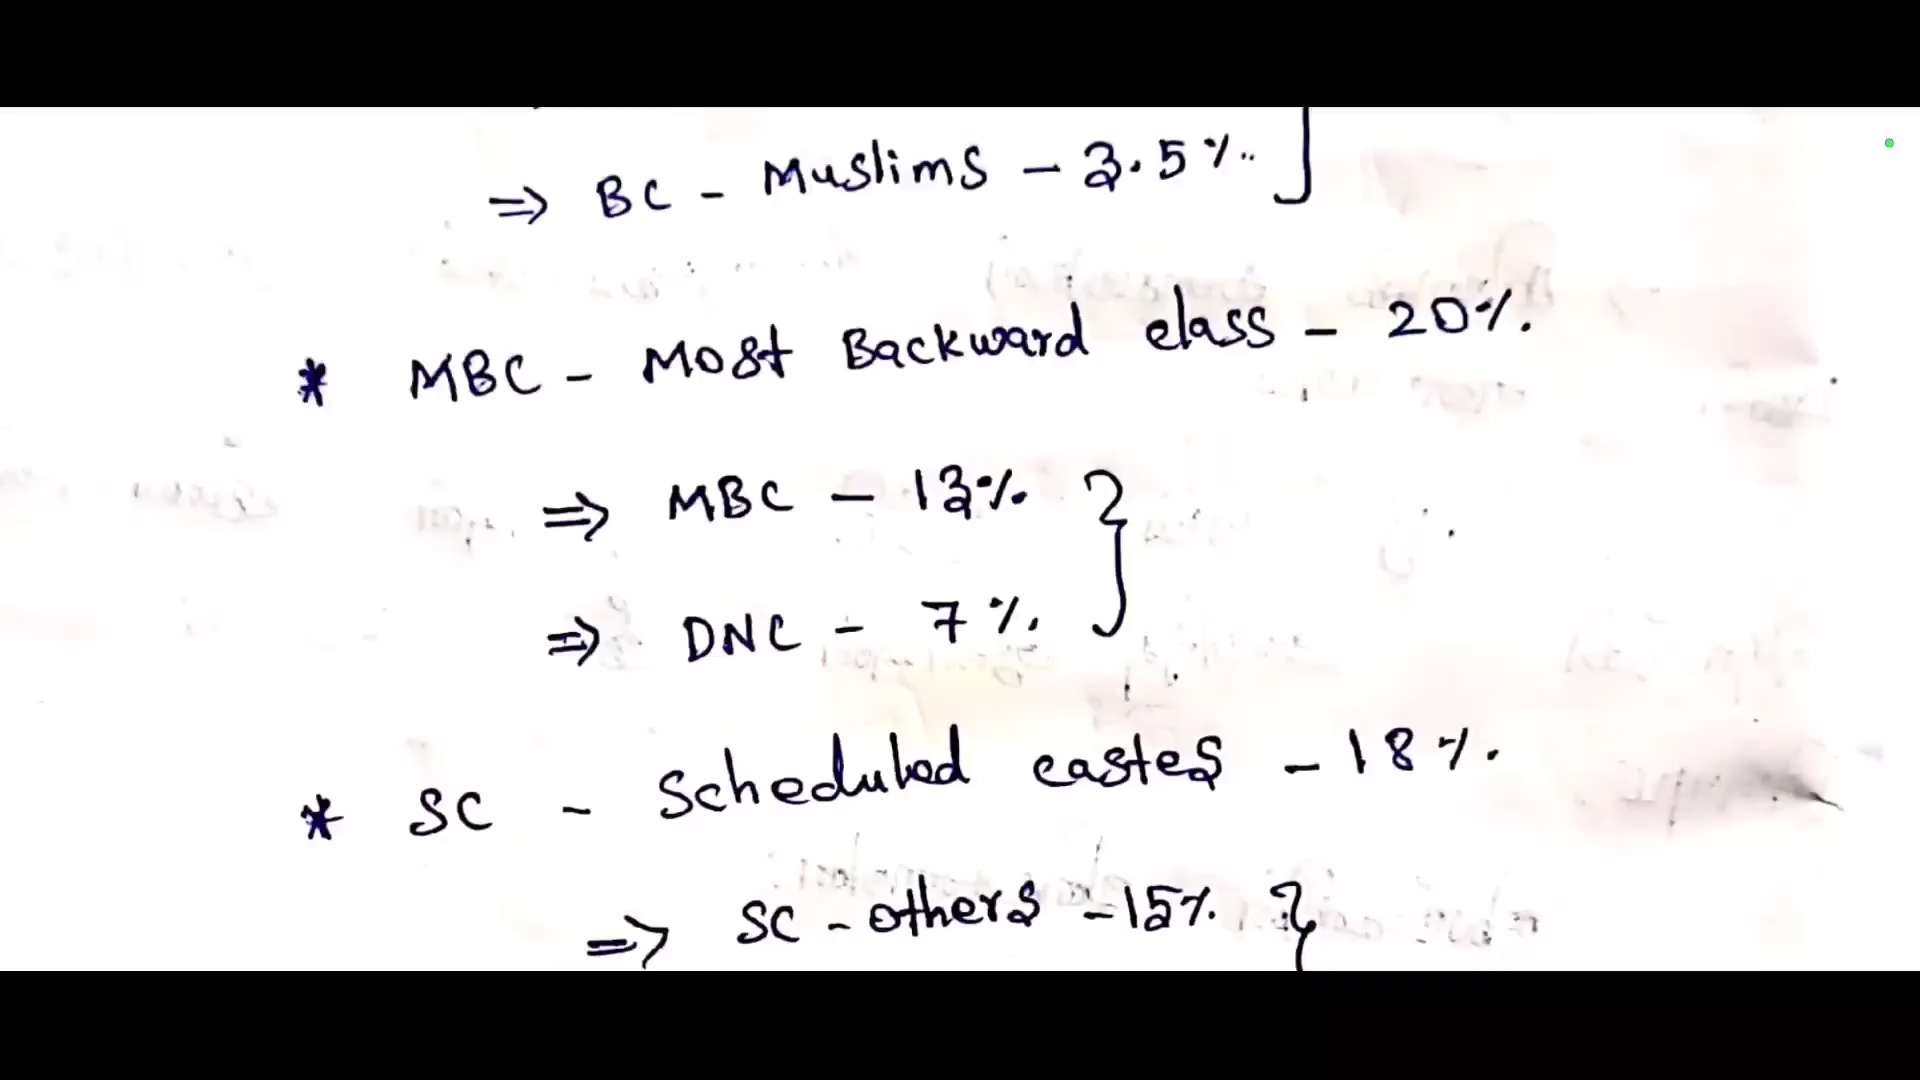 ⇒ BC - Muslims - 3.5%.
* MBC - Most Backward class - 20%.
⇒ MBC - 13%
⇒ DNC - 7%.
* SC - Scheduled castes - 18%.
⇒ SC - others - 15%.